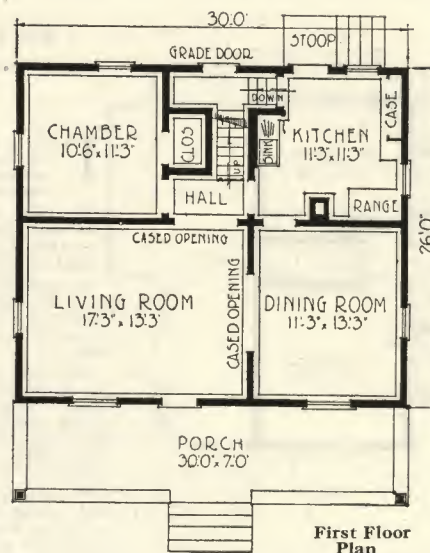 30.0'
STOOP
GRADE DOOR
DOWN
CASE
CHAMBER
10'6" x 11'3"
CLOS
UP
SINK
KITCHEN
11'3" x 11'3"
HALL
RANGE
26'0"
CASED OPENING
LIVING ROOM
17'3" x 13'3'
CASED OPENING
DINING ROOM
11'3" x 13'3"
PORCH
30'0" x 7'0'
First Floor
Plan